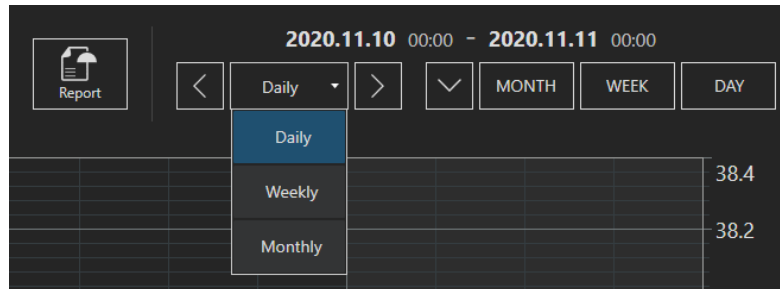 2020.11.10 00:00 - 2020.11.11 00:00
Report
Daily
MONTH
WEEK
DAY
Daily
Weekly
Monthly
38.4
38.2